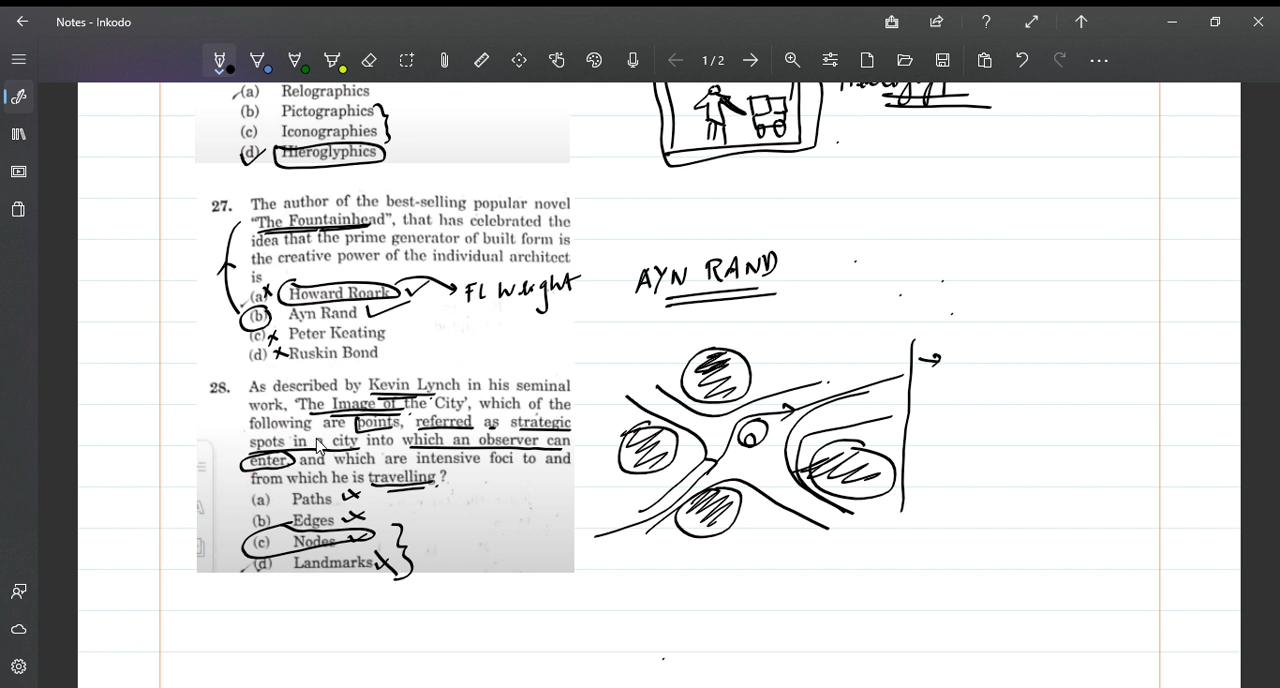 Notes - Inkodo
1 / 2
(a) Relographics
(b) Pictographics
(c) Iconographies
(d) Hieroglyphics
27. The author of the best-selling popular novel
"The Fountainhead", that has celebrated the
idea that the prime generator of built form is
the creative power of the individual architect
is
(a) Howard Roark
FL Wright
AYN RAND
(b) Ayn Rand
(c) Peter Keating
(d) Ruskin Bond
28. As described by Kevin Lynch in his seminal
work, 'The Image of the City', which of the
following are points, referred as strategic
spots in a city into which an observer can
enter, and which are intensive foci to and
from which he is travelling ?
(a) Paths
(b) Edges
(c) Nodes
(d) Landmarks